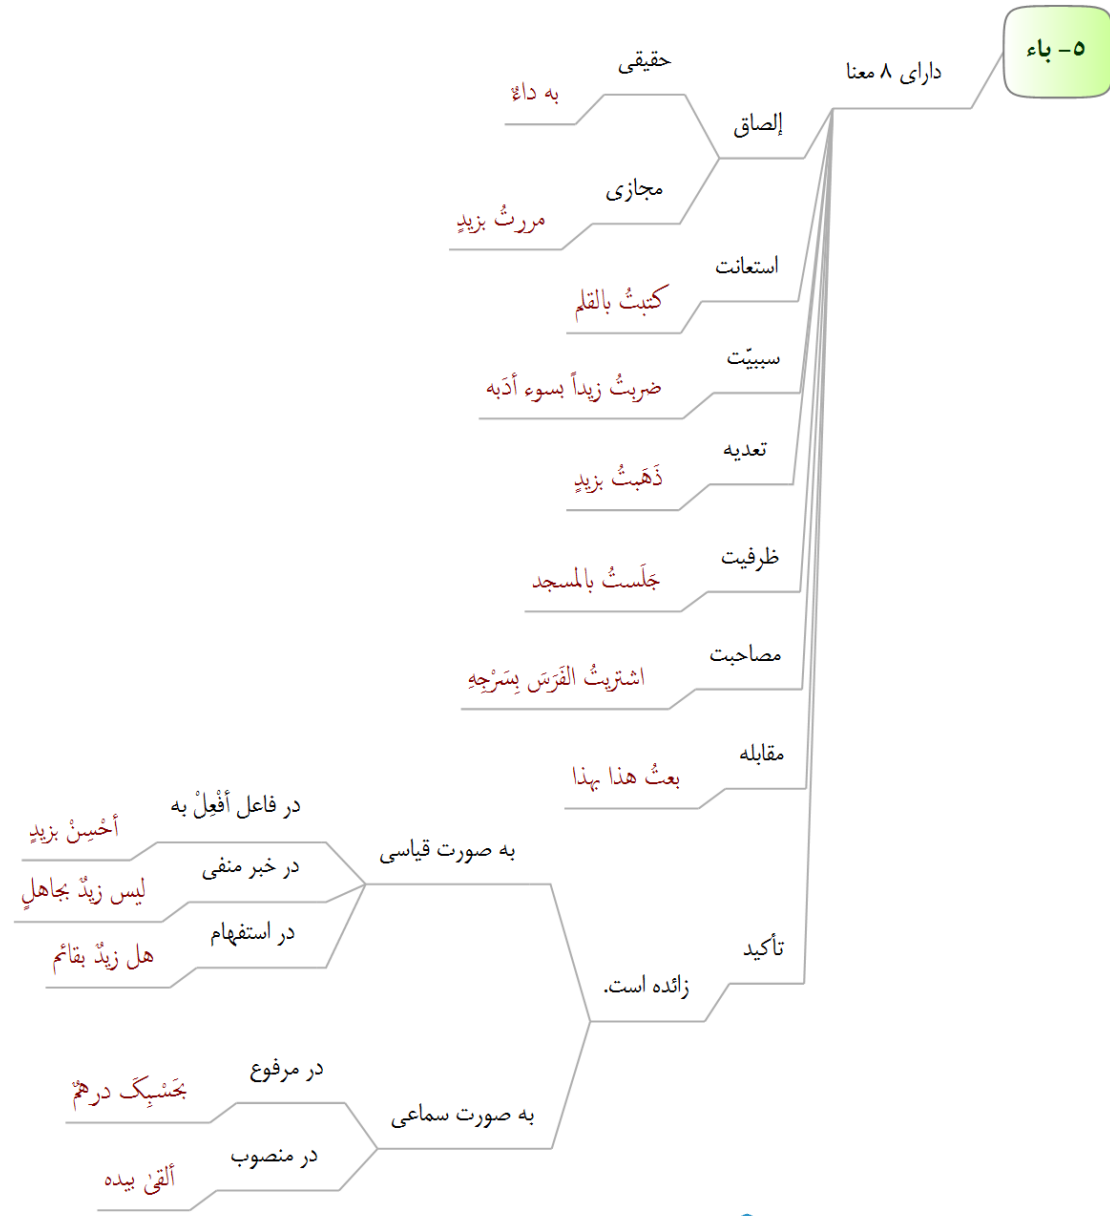 ۵- باء
دارای ۸ معنا
إلصاق
حقیقی
به داءٌ
مجازی
مررتُ بزیدٍ
استعانت
کتبتُ بالقلم
سببیّت
ضربتُ زیداً بسوء أدَبه
تعدیه
ذَهَبتُ بزیدٍ
ظرفیت
جَلَستُ بالمسجد
مصاحبت
اشتریتُ الفَرَسَ بِسَرْجِهِ
مقابله
بعتُ هذا بهذا
تأکید
زائده است.
به صورت قیاسی
در فاعل أفْعِلْ به
أحْسِنْ بزیدٍ
در خبر منفی
لیس زیدٌ بجاهلٍ
در استفهام
هل زیدٌ بقائم
به صورت سماعی
در مرفوع
بحَسْبِکَ درهمٌ
در منصوب
ألقیٰ بیده